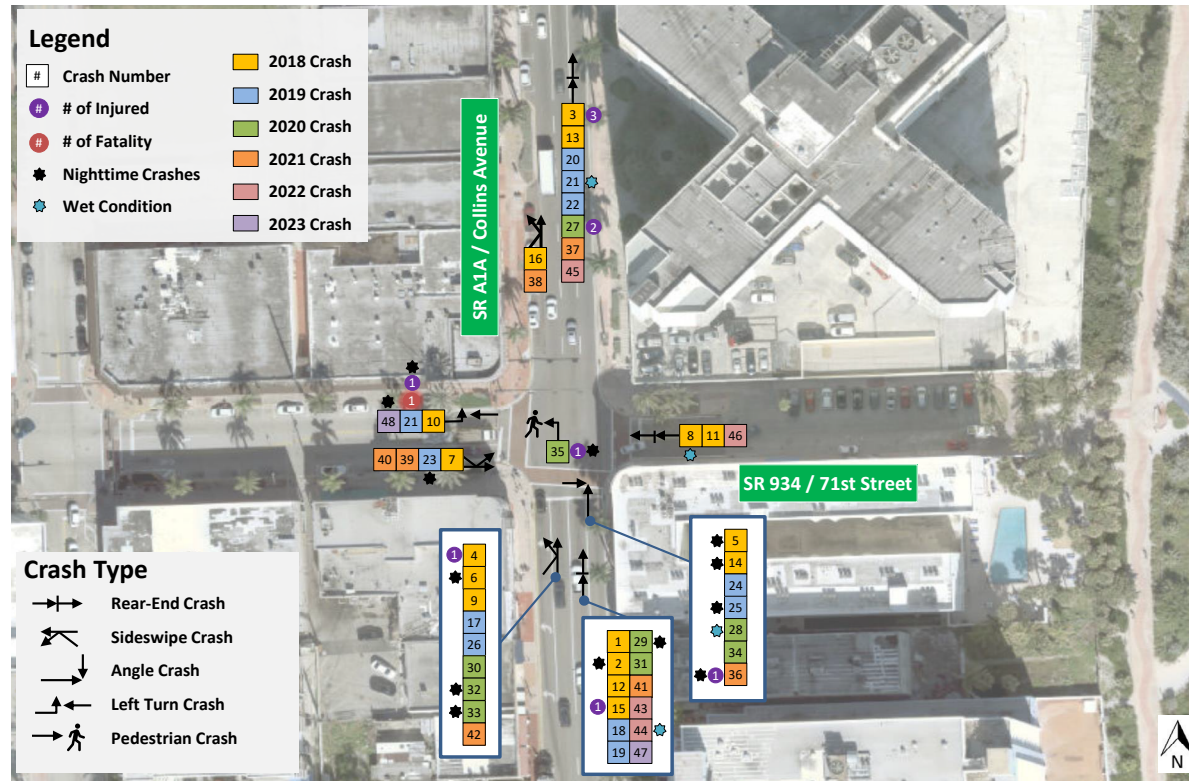 Legend
# Crash Number
# # of Injured
# # of Fatality
Nighttime Crashes
Wet Condition
2018 Crash
2019 Crash
2020 Crash
2021 Crash
2022 Crash
2023 Crash
SR A1A / Collins Avenue
3 3
13
20
21
22
27 2
37
45
16
38
1
1
48 21 10
40 39 23 7
35 1
8 11 46
SR 934 / 71st Street
1 4
6
9
17
26
30
32
33
42
1 29
2 31
12 41
1 15 43
18 44
19 47
5
14
24
25
28
34
1 36
Crash Type
Rear-End Crash
Sideswipe Crash
Angle Crash
Left Turn Crash
Pedestrian Crash
N